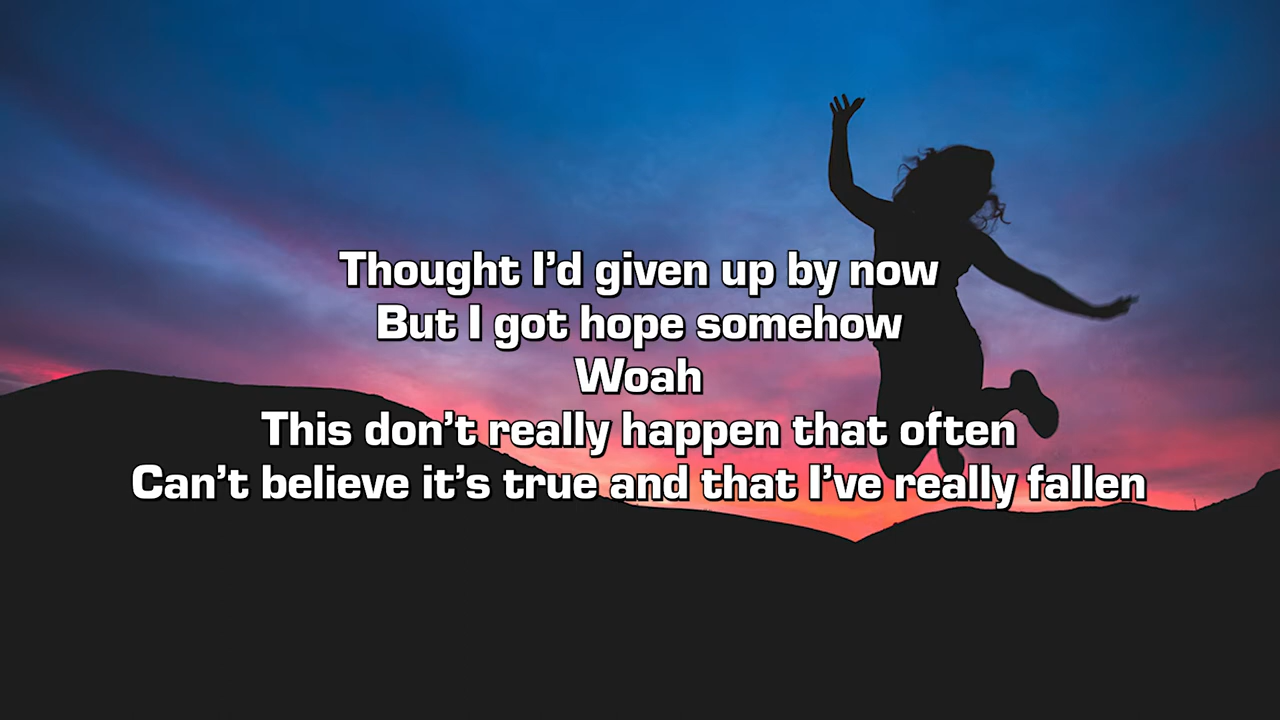 Thought I’d given up by now
But I got hope somehow
Woah
This don’t really happen that often
Can’t believe it’s true and that I’ve really fallen